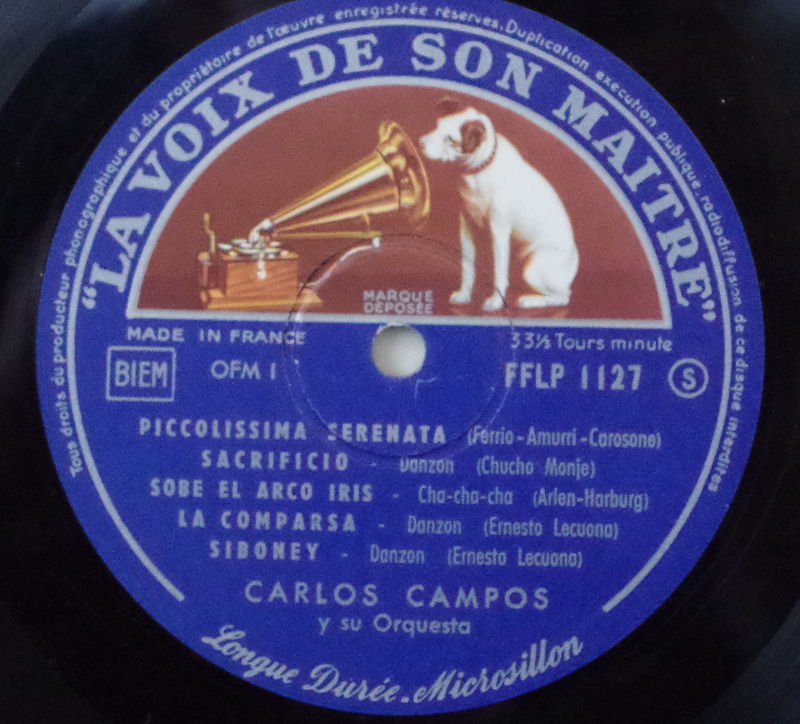 Tous droits du producteur phonographique et du propriétaire de l'œuvre enregistrée réservés. Duplication exécution publique, radiodiffusion de ce disque interdites
"LA VOIX DE SON MAITRE"
MARQUE
DÉPOSÉE
MADE IN FRANCE
33⅓ Tours minute
BIEM
OFM I
FFLP 1127
S
PICCOLISSIMA SERENATA (Ferrio-Amurri-Carosone)
SACRIFICIO - Danzon (Chucho Monje)
SOBE EL ARCO IRIS - Cha-cha-cha (Arlen-Harburg)
LA COMPARSA - Danzon (Ernesto Lecuona)
SIBONEY - Danzon (Ernesto Lecuona)
CARLOS CAMPOS
y su Orquesta
Longue Durée-Microsillon